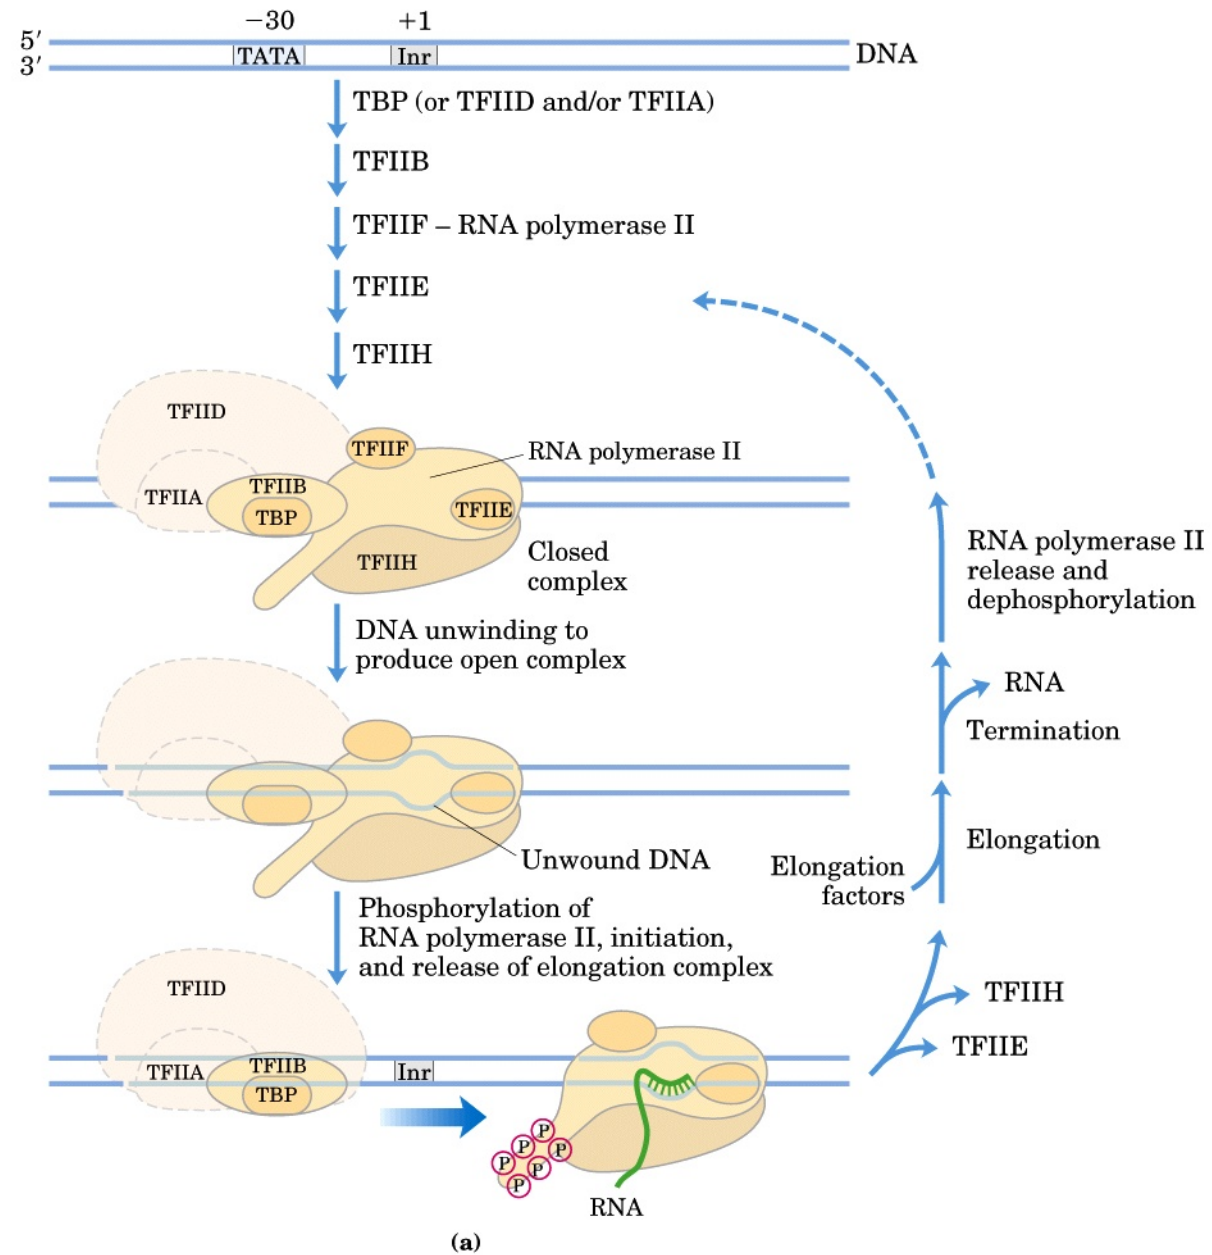 −30
+1
5′
TATA
Inr
DNA
3′
TBP (or TFIID and/or TFIIA)
TFIIB
TFIIF – RNA polymerase II
TFIIE
TFIIH
TFIID
TFIIF
RNA polymerase II
TFIIA
TFIIB
TBP
TFIIE
TFIIH
Closed
complex
DNA unwinding to
produce open complex
Unwound DNA
Phosphorylation of
RNA polymerase II, initiation,
and release of elongation complex
TFIID
TFIIA
TFIIB
TBP
Inr
P
P
P
P
P
P
RNA
TFIIH
TFIIE
Elongation
factors
Elongation
Termination
RNA
RNA polymerase II
release and
dephosphorylation
(a)